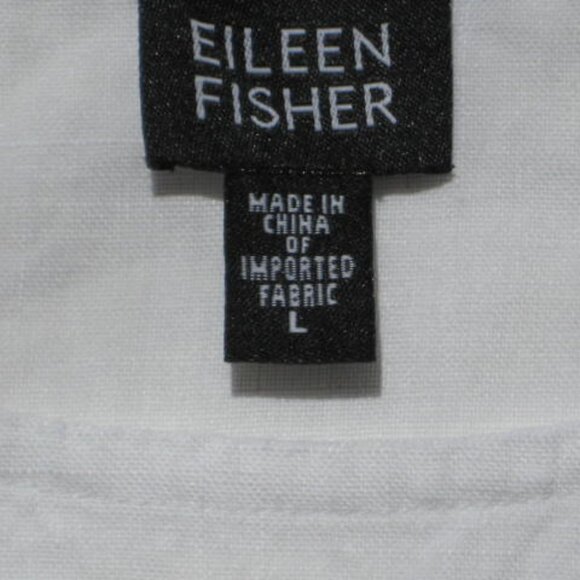 EILEEN
FISHER
MADE IN
CHINA
OF
IMPORTED
FABRIC
L